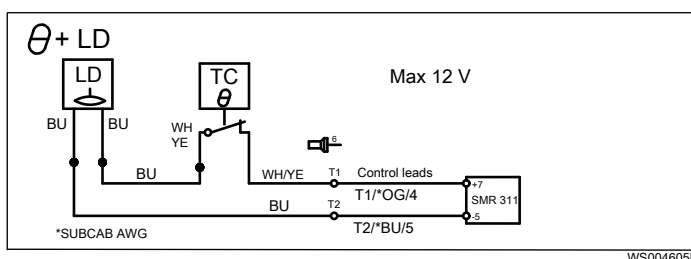 θ + LD
LD
TC
θ
Max 12 V
BU
BU
WH
YE
6
BU
WH/YE
T1
Control leads
+7
T1/*OG/4
SMR 311
BU
T2
-5
T2/*BU/5
*SUBCAB AWG
WS004605